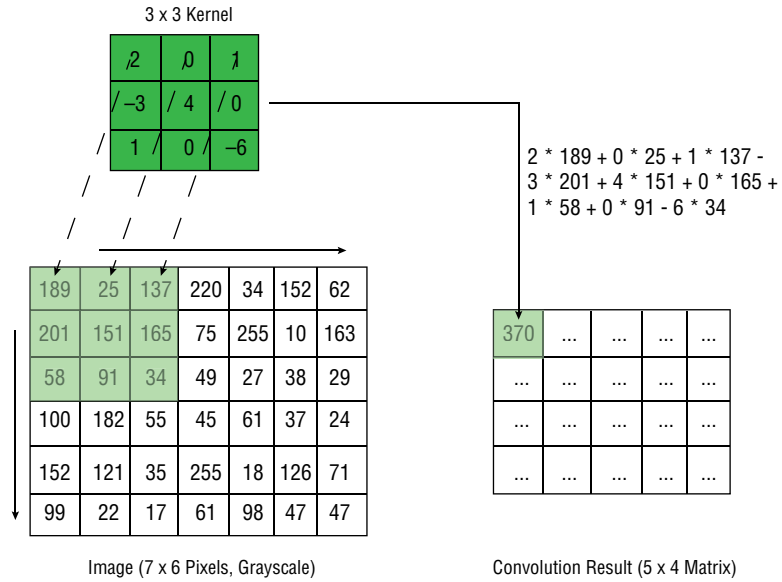 3 x 3 Kernel
2 0 1
–3 4 0
1 0 –6
2 * 189 + 0 * 25 + 1 * 137 -
3 * 201 + 4 * 151 + 0 * 165 +
1 * 58 + 0 * 91 - 6 * 34
189 25 137 220 34 152 62
201 151 165 75 255 10 163
58 91 34 49 27 38 29
100 182 55 45 61 37 24
152 121 35 255 18 126 71
99 22 17 61 98 47 47
370 ... ... ... ...
... ... ... ... ...
... ... ... ... ...
... ... ... ... ...
Image (7 x 6 Pixels, Grayscale)
Convolution Result (5 x 4 Matrix)